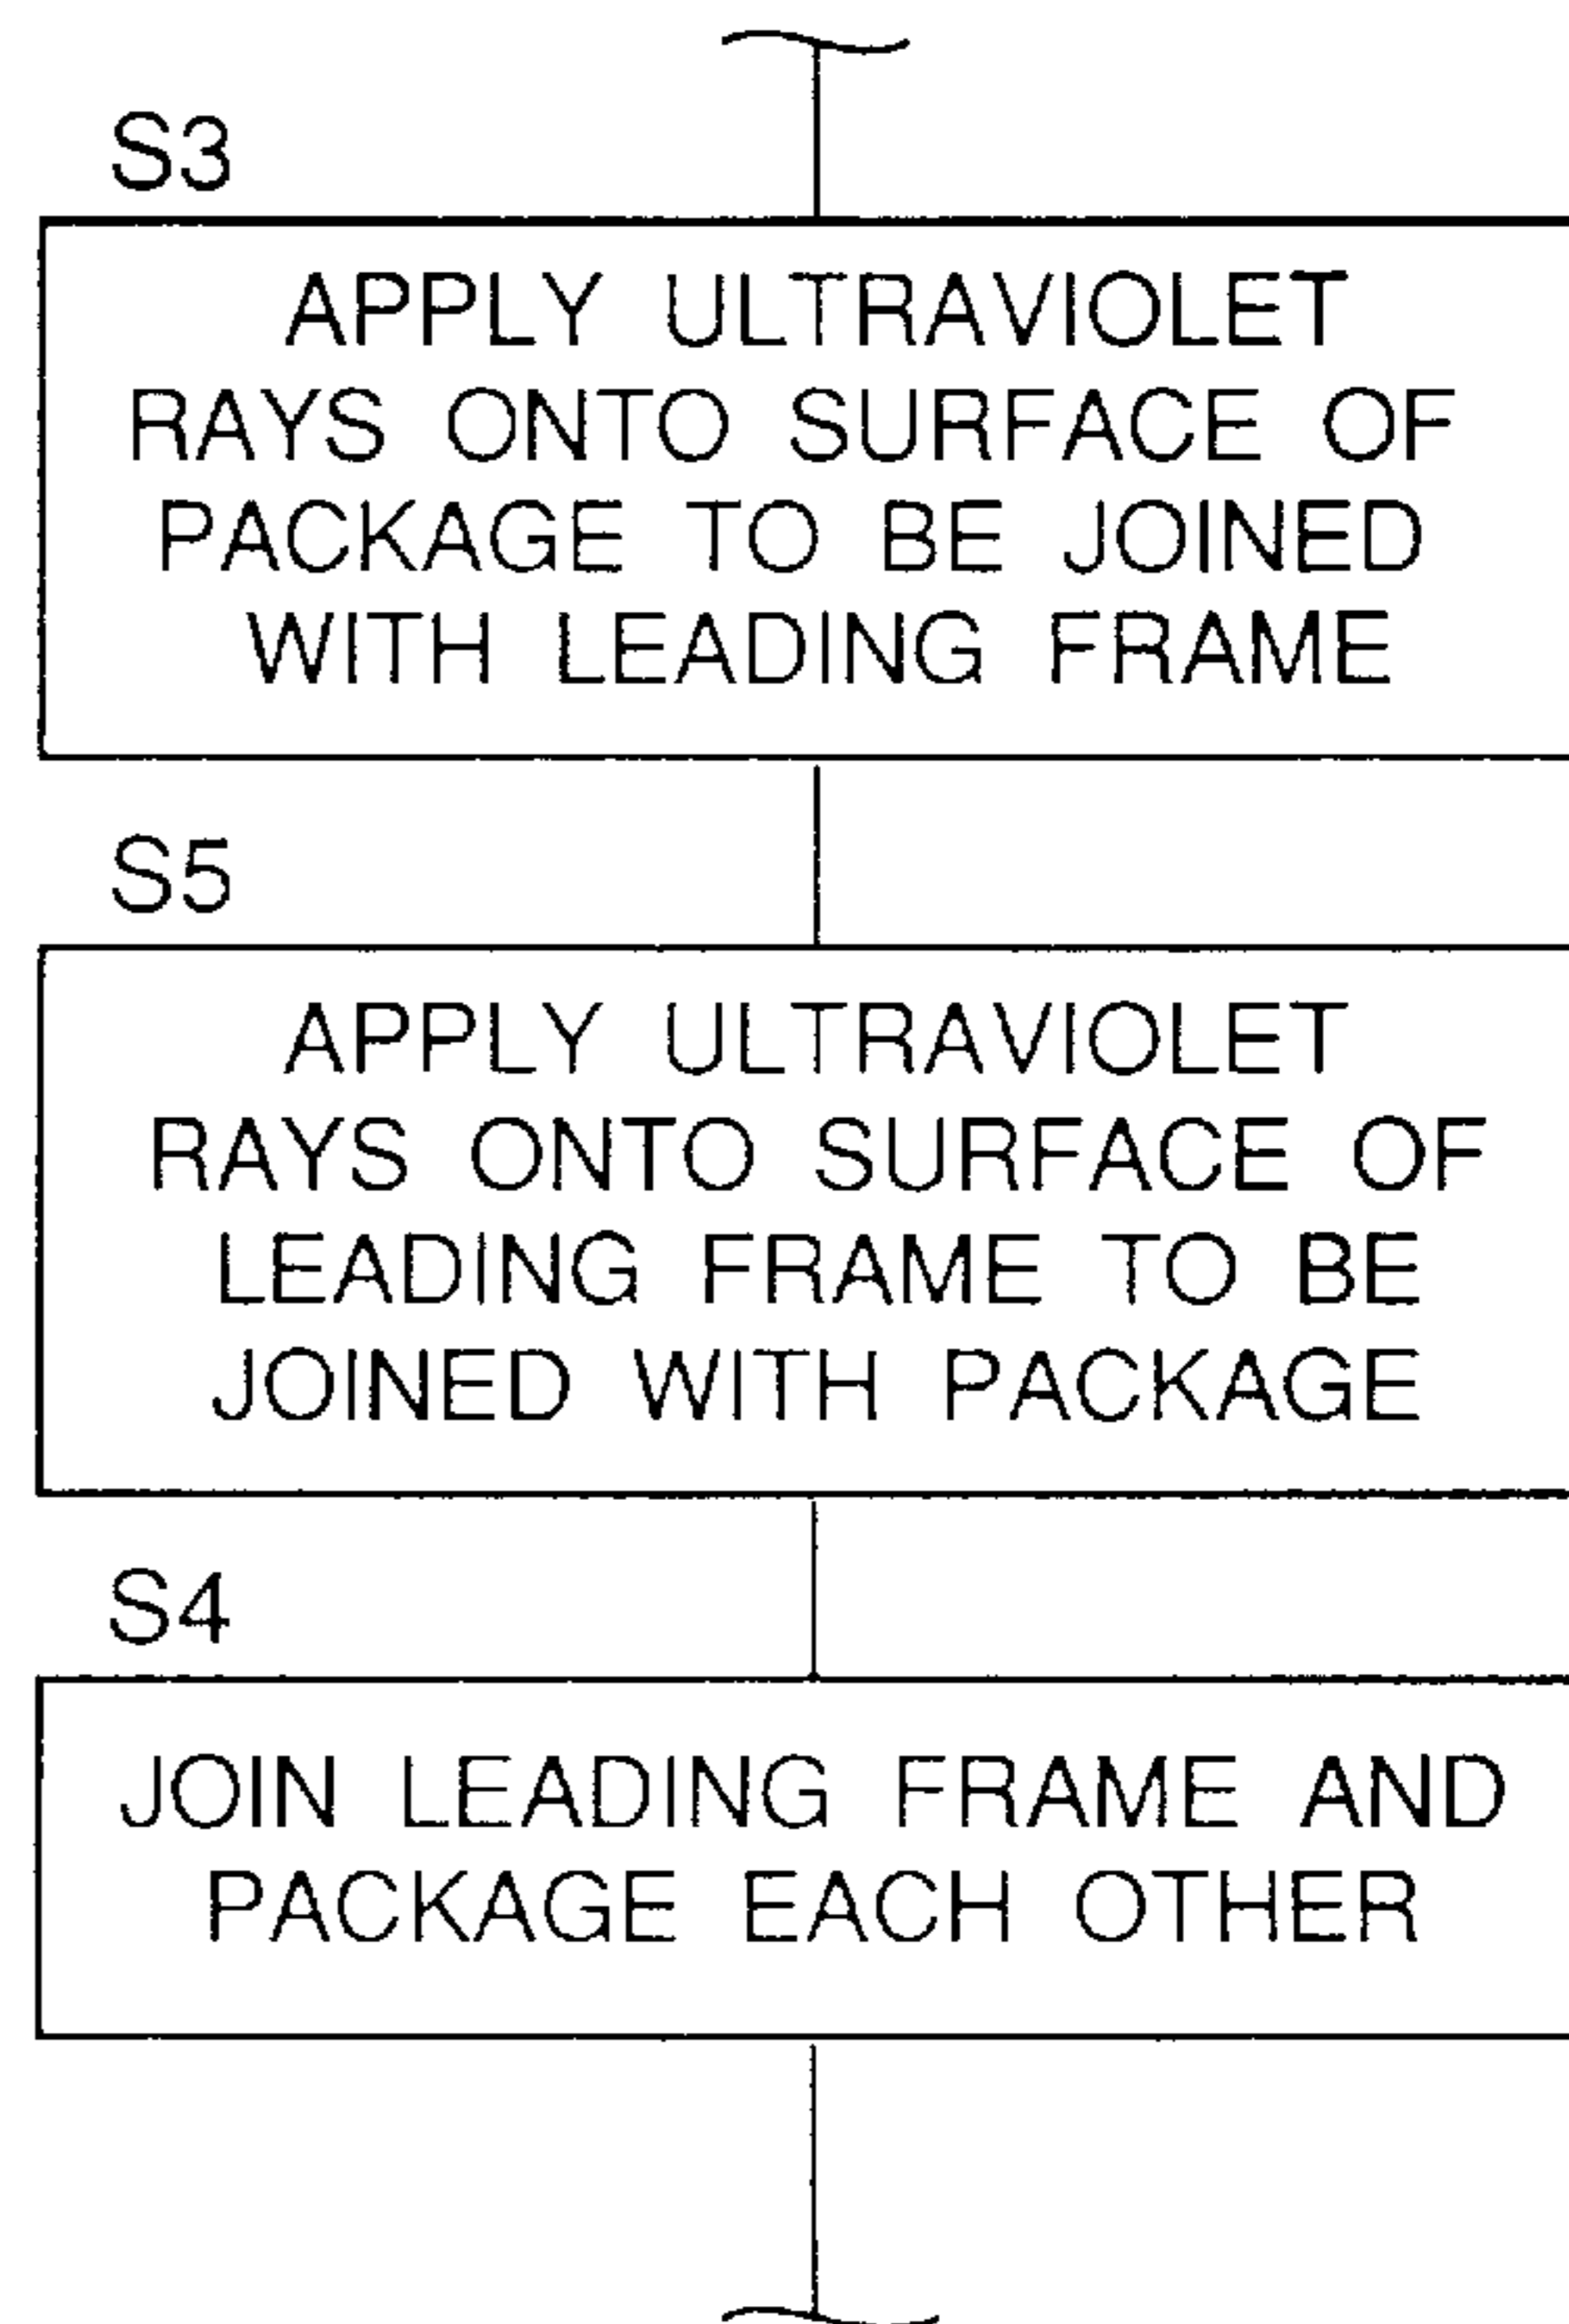 S3
APPLY ULTRAVIOLET
RAYS ONTO SURFACE OF
PACKAGE TO BE JOINED
WITH LEADING FRAME
S5
APPLY ULTRAVIOLET
RAYS ONTO SURFACE OF
LEADING FRAME TO BE
JOINED WITH PACKAGE
S4
JOIN LEADING FRAME AND
PACKAGE EACH OTHER